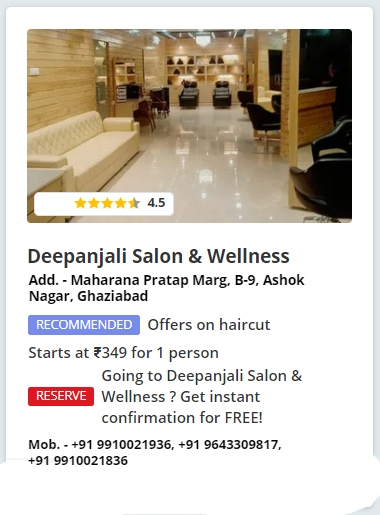 4.5
Deepanjali Salon & Wellness
Add. - Maharana Pratap Marg, B-9, Ashok
Nagar, Ghaziabad
RECOMMENDED Offers on haircut
Starts at ₹349 for 1 person
Going to Deepanjali Salon &
RESERVE Wellness ? Get instant
confirmation for FREE!
Mob. - +91 9910021936, +91 9643309817,
+91 9910021836